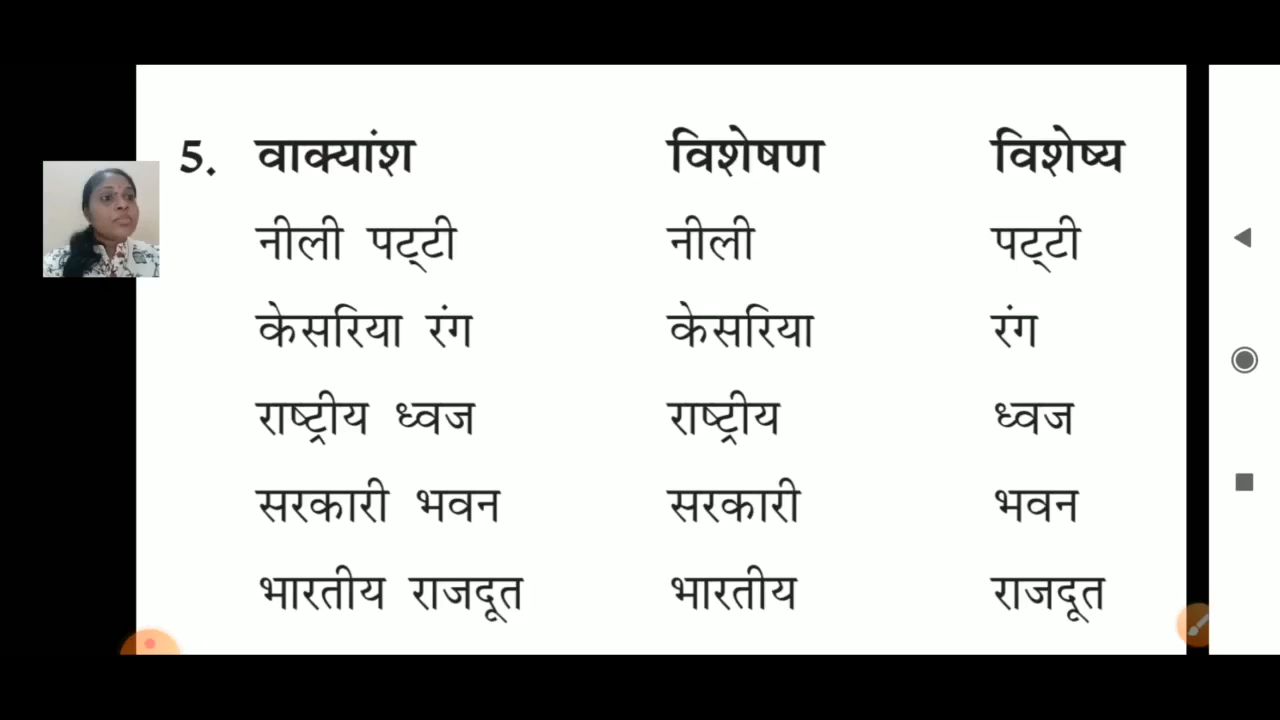 5. वाक्यांश विशेषण विशेष्य
नीली पट्टी नीली पट्टी
केसरिया रंग केसरिया रंग
राष्ट्रीय ध्वज राष्ट्रीय ध्वज
सरकारी भवन सरकारी भवन
भारतीय राजदूत भारतीय राजदूत